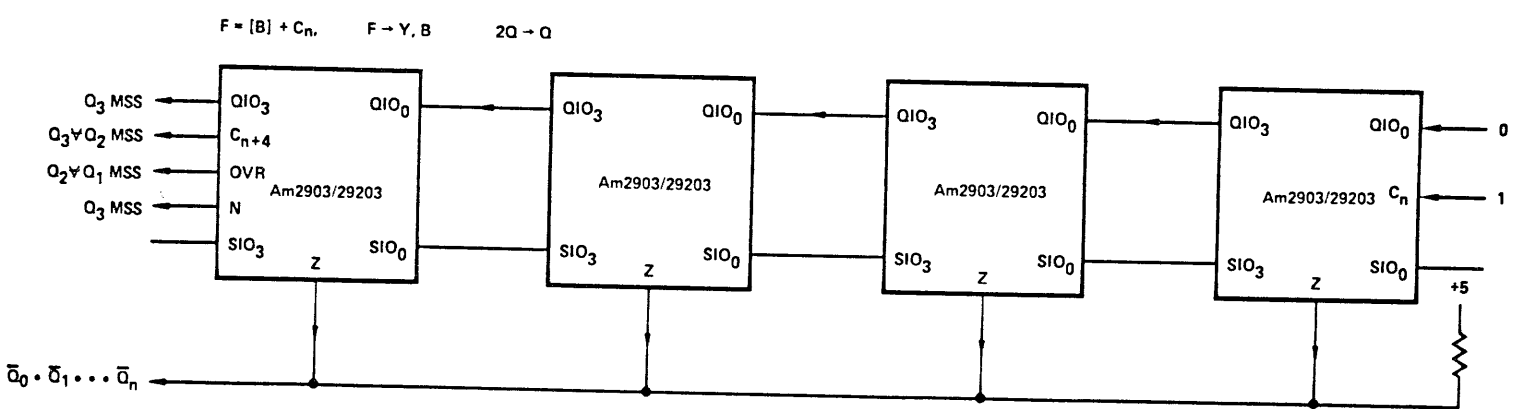 F = [B] + Cₙ,   F → Y, B   2Q → Q
Q₃ MSS
Q₃∀Q₂ MSS
Q₂∀Q₁ MSS
Q₃ MSS
QIO₃
Cₙ₊₄
OVR
N
SIO₃
QIO₀
Am2903/29203
SIO₀
Z
QIO₃
QIO₀
Am2903/29203
SIO₃
SIO₀
Z
QIO₃
QIO₀
Am2903/29203
SIO₃
SIO₀
Z
QIO₃
QIO₀
0
Am2903/29203
Cₙ
1
SIO₃
SIO₀
Z
+5
Q̅₀ • Q̅₁ • • • Q̅ₙ